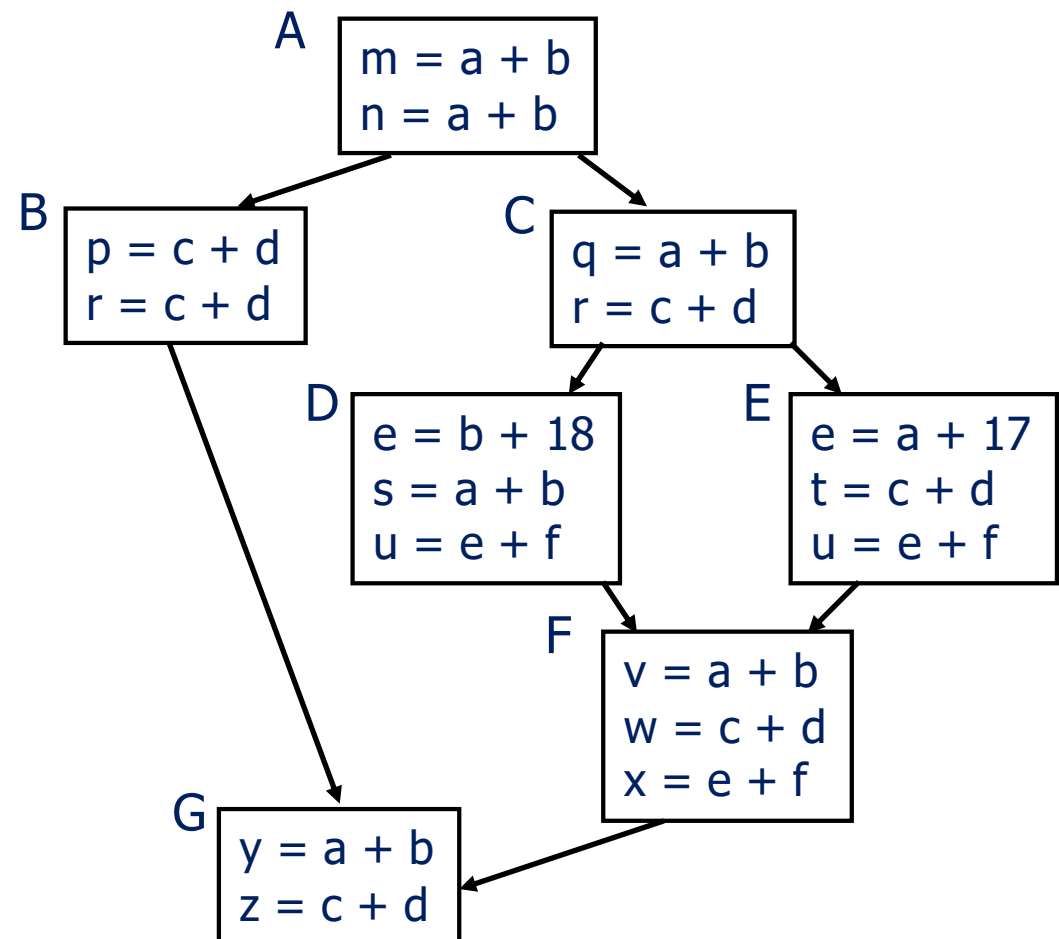 A
m = a + b
n = a + b
B
p = c + d
r = c + d
C
q = a + b
r = c + d
D
e = b + 18
s = a + b
u = e + f
E
e = a + 17
t = c + d
u = e + f
F
v = a + b
w = c + d
x = e + f
G
y = a + b
z = c + d